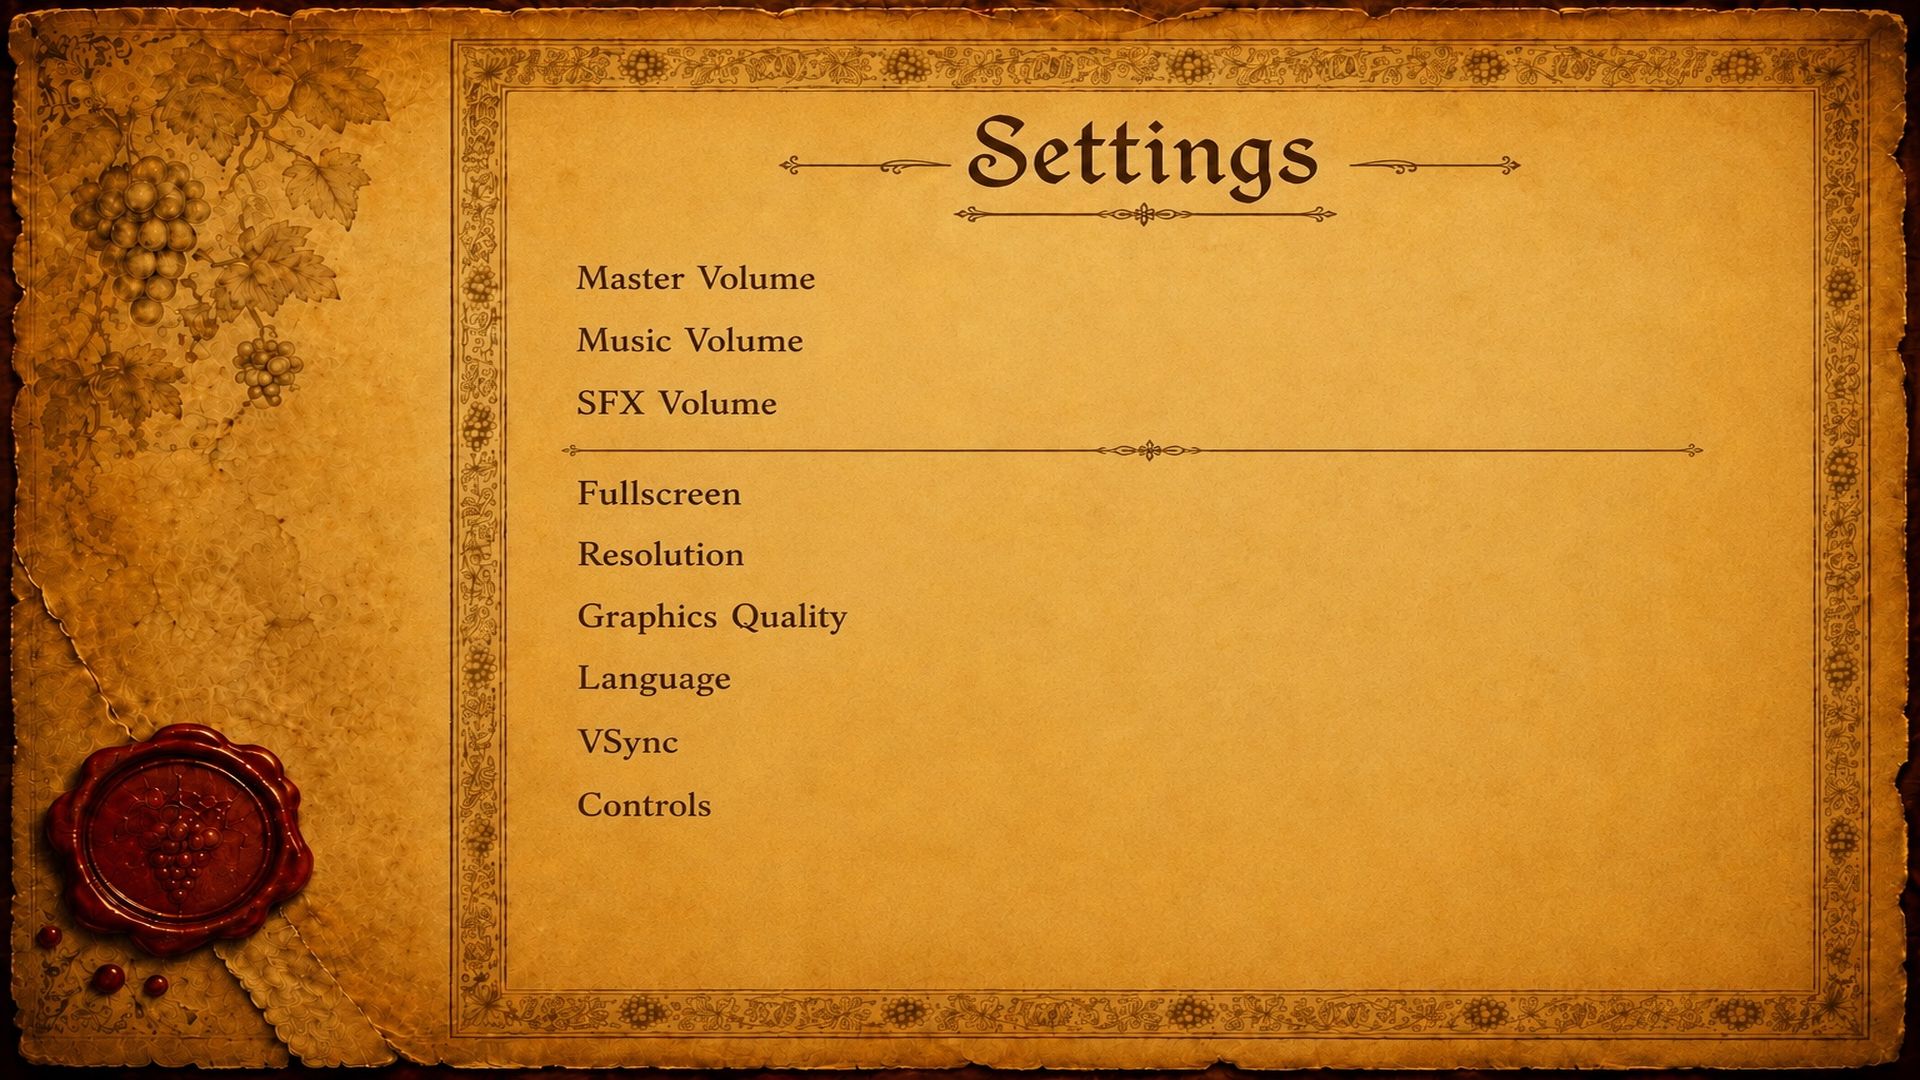 Settings
Master Volume
Music Volume
SFX Volume
Fullscreen
Resolution
Graphics Quality
Language
VSync
Controls